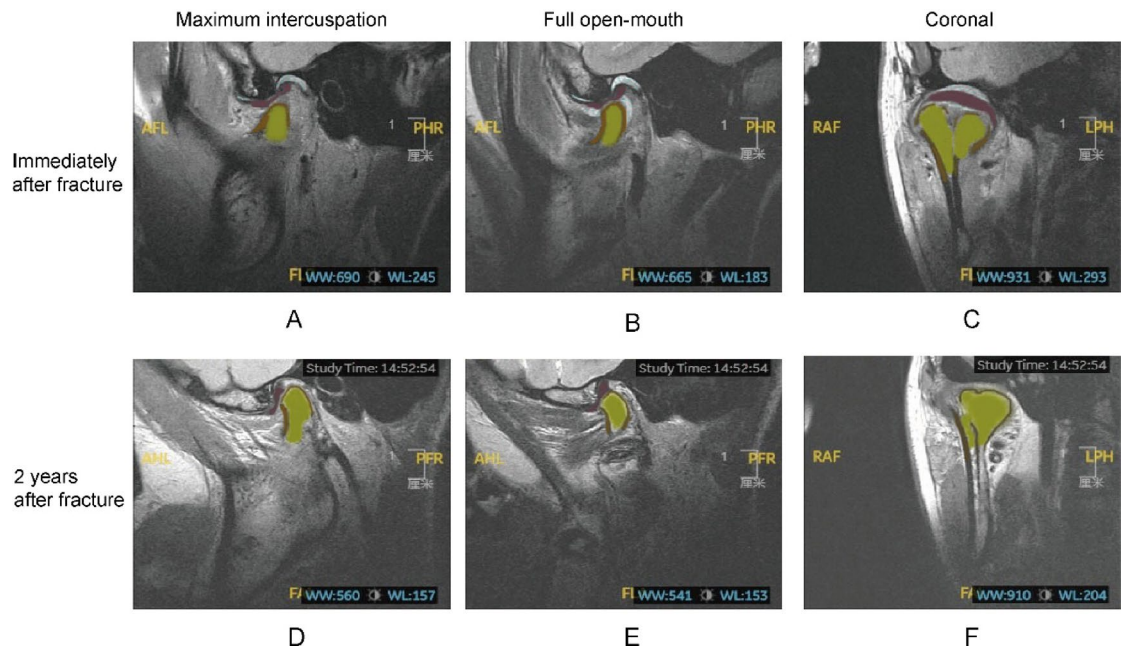 Maximum intercuspation
Full open-mouth
Coronal
Immediately
after fracture
AFL
1
PHR
厘米
WW:690 WL:245
AFL
1
PHR
厘米
WW:665 WL:183
RAF
1
LPH
厘米
WW:931 WL:293
A
B
C
2 years
after fracture
Study Time: 14:52:54
AHL
1
PFR
厘米
FA
WW:560 WL:157
Study Time: 14:52:54
AHL
1
PFR
厘米
WW:541 WL:153
Study Time: 14:52:54
RAF
1
LPH
厘米
FA
WW:910 WL:204
D
E
F